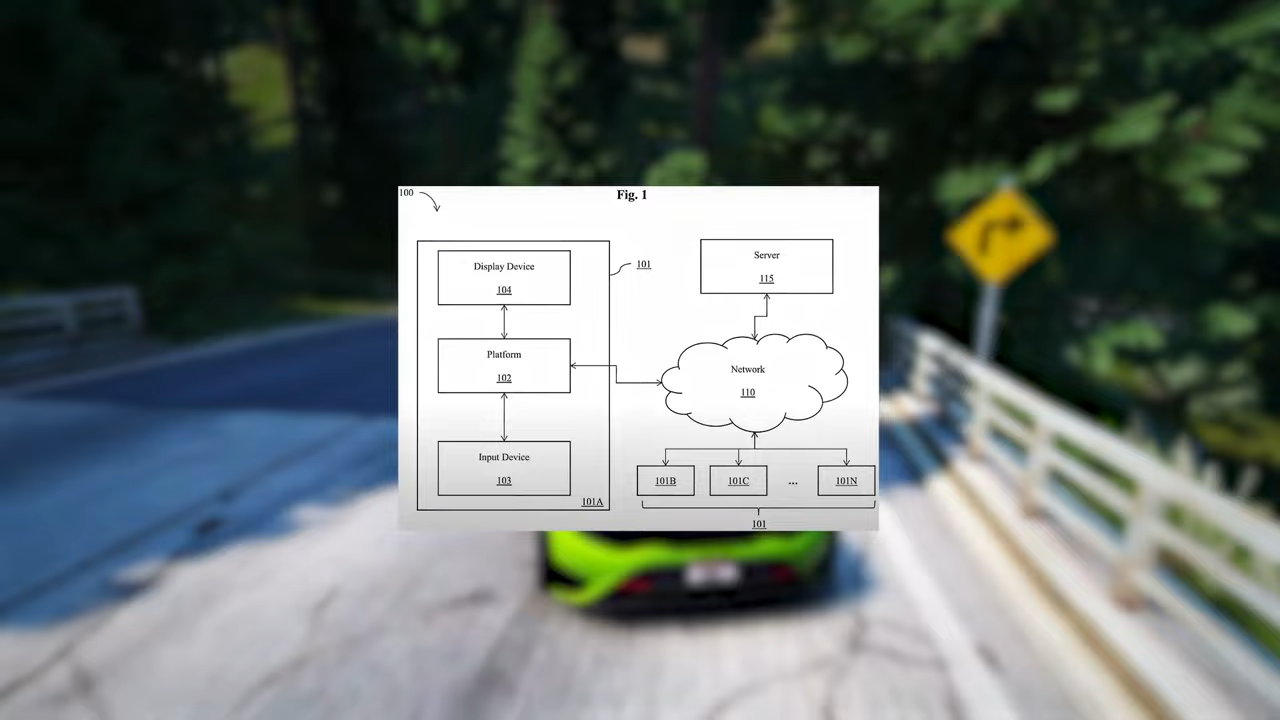 100
Fig. 1
Display Device
104
101
Server
115
Platform
102
Network
110
Input Device
103
101A
101B
101C
...
101N
101